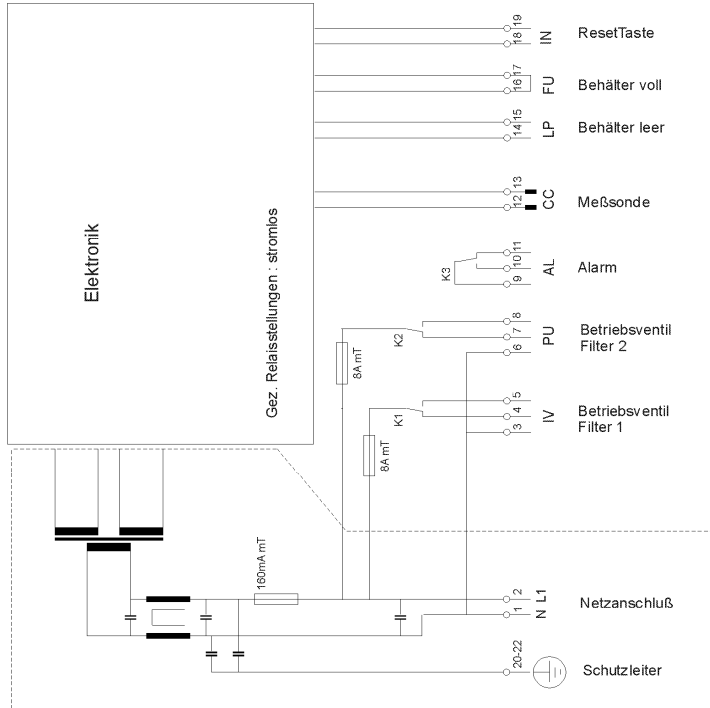 19
18
IN
ResetTaste
17
16
FU
Behälter voll
15
14
LP
Behälter leer
13
12
CC
Meßsonde
Elektronik
Gez. Relaisstellungen : stromlos
11
10
9
K3
AL
Alarm
8
7
6
K2
PU
Betriebsventil
Filter 2
8A mT
5
4
3
K1
IV
Betriebsventil
Filter 1
8A mT
160mA mT
2
L1
1
N
Netzanschluß
20-22
Schutzleiter